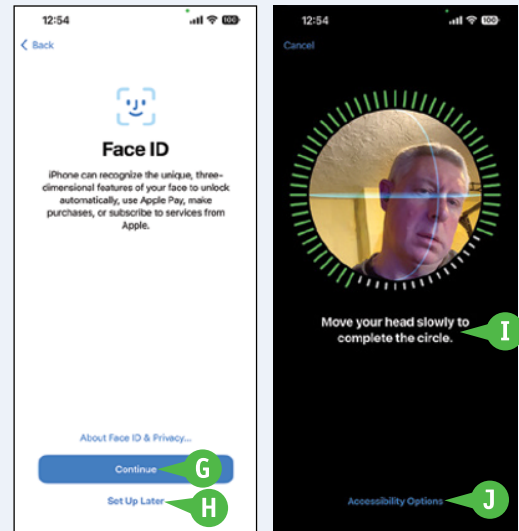 12:54
100
Back
Face ID
iPhone can recognize the unique, three-
dimensional features of your face to unlock
automatically, use Apple Pay, make
purchases, or subscribe to services from
Apple.
About Face ID & Privacy...
Continue
G
Set Up Later
H
12:54
100
Cancel
Move your head slowly to
complete the circle.
I
Accessibility Options
J